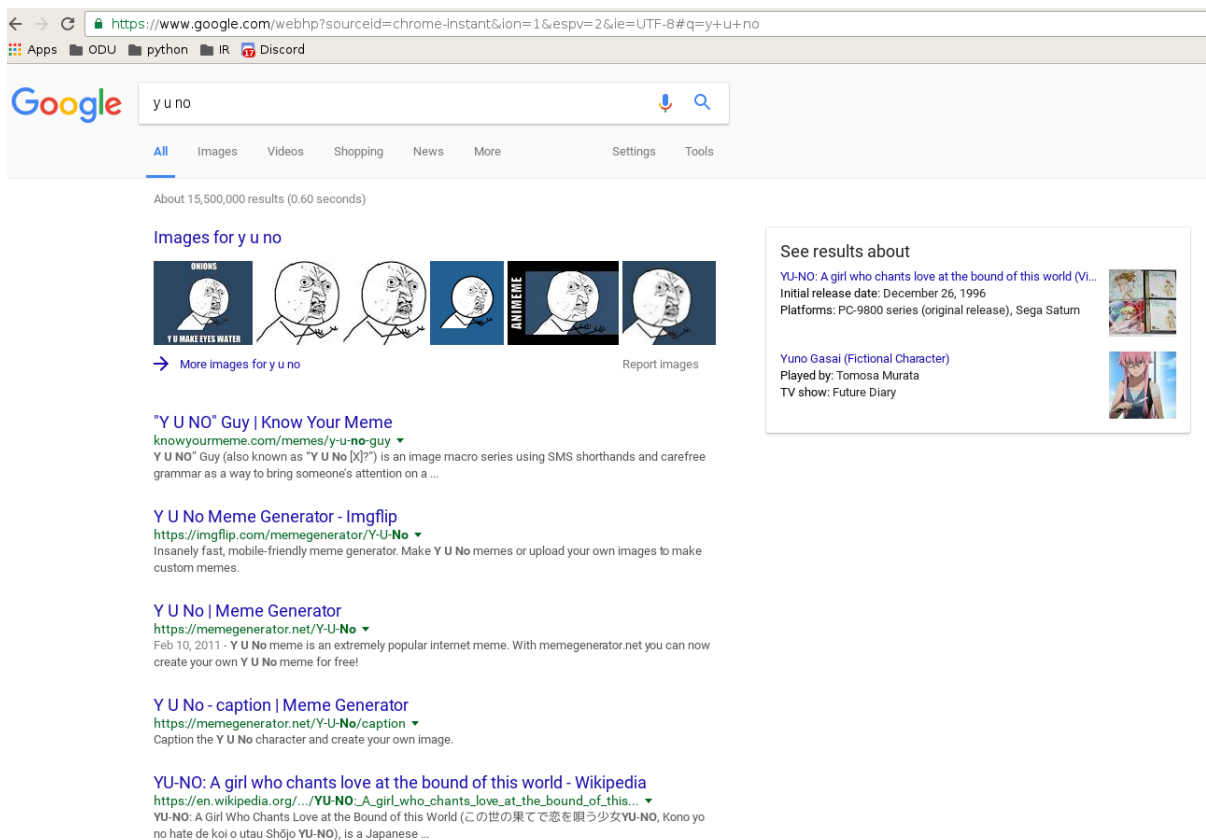 https://www.google.com/webhp?sourceid=chrome-instant&ion=1&espv=2&ie=UTF-8#q=y+u+no
Apps ODU python IR 17 Discord
Google y u no
All Images Videos Shopping News More Settings Tools
About 15,500,000 results (0.60 seconds)
Images for y u no
ONIONS
Y U MAKE EYES WATER
ANIMEME
More images for y u no Report images
"Y U NO" Guy | Know Your Meme
knowyourmeme.com/memes/y-u-no-guy
Y U NO" Guy (also known as “Y U No [X]?”) is an image macro series using SMS shorthands and carefree
grammar as a way to bring someone's attention on a ...
Y U No Meme Generator - Imgflip
https://imgflip.com/memegenerator/Y-U-No
Insanely fast, mobile-friendly meme generator. Make Y U No memes or upload your own images to make
custom memes.
Y U No | Meme Generator
https://memegenerator.net/Y-U-No
Feb 10, 2011 - Y U No meme is an extremely popular internet meme. With memegenerator.net you can now
create your own Y U No meme for free!
Y U No - caption | Meme Generator
https://memegenerator.net/Y-U-No/caption
Caption the Y U No character and create your own image.
YU-NO: A girl who chants love at the bound of this world - Wikipedia
https://en.wikipedia.org/.../YU-NO:_A_girl_who_chants_love_at_the_bound_of_this...
YU-NO: A Girl Who Chants Love at the Bound of this World (この世の果てで恋を唄う少女YU-NO, Kono yo
no hate de koi o utau Shōjo YU-NO), is a Japanese ...
See results about
YU-NO: A girl who chants love at the bound of this world (Vi...
Initial release date: December 26, 1996
Platforms: PC-9800 series (original release), Sega Saturn
Yuno Gasai (Fictional Character)
Played by: Tomosa Murata
TV show: Future Diary